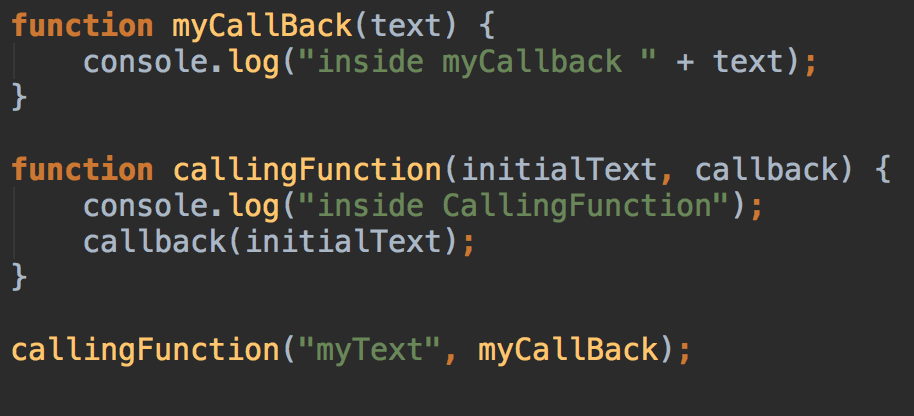 function myCallBack(text) {
    console.log("inside myCallback " + text);
}
function callingFunction(initialText, callback) {
    console.log("inside CallingFunction");
    callback(initialText);
}
callingFunction("myText", myCallBack);